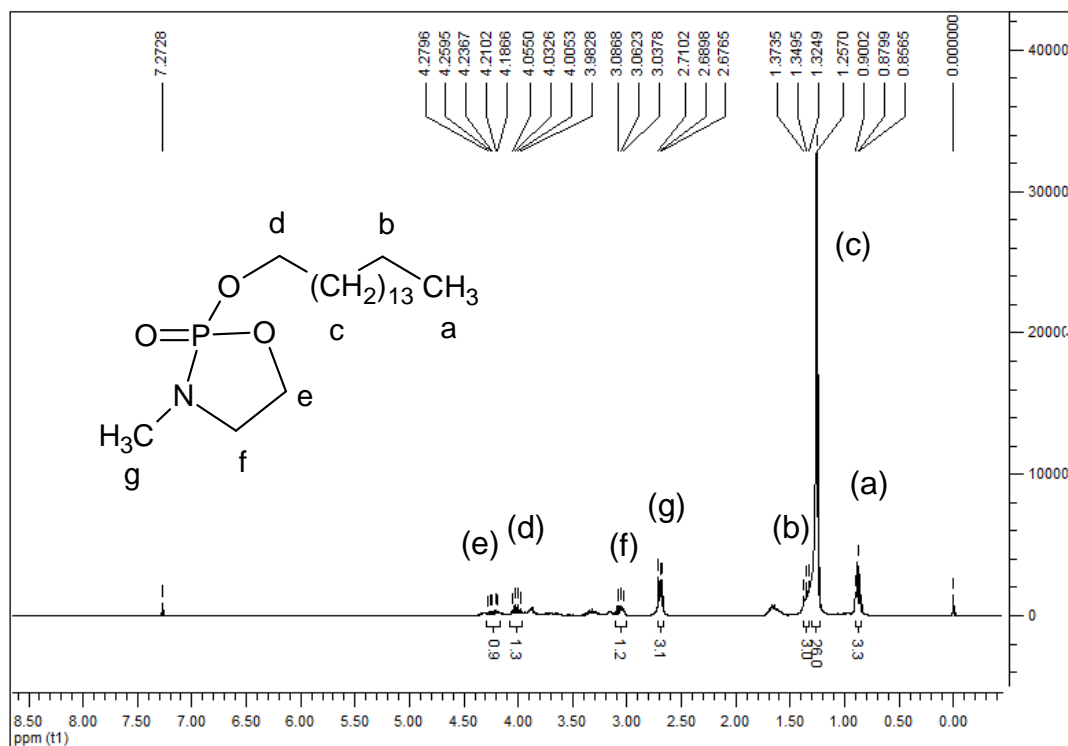 7.2728
4.2796
4.2595
4.2367
4.2102
4.1866
4.0550
4.0326
4.0053
3.9828
3.0868
3.0623
3.0378
2.7102
2.6898
2.6765
1.3735
1.3495
1.3249
1.2570
0.9002
0.8799
0.8565
0.000000
40000
30000
20000
10000
0
d
b
O
(CH2)13
CH3
c
a
O=P
O
N
e
H3C
g
f
(c)
(a)
(b)
(g)
(f)
(d)
(e)
0.9
1.3
1.2
3.1
3.0
26.0
3.3
8.50 8.00 7.50 7.00 6.50 6.00 5.50 5.00 4.50 4.00 3.50 3.00 2.50 2.00 1.50 1.00 0.50 0.00
ppm (t1)